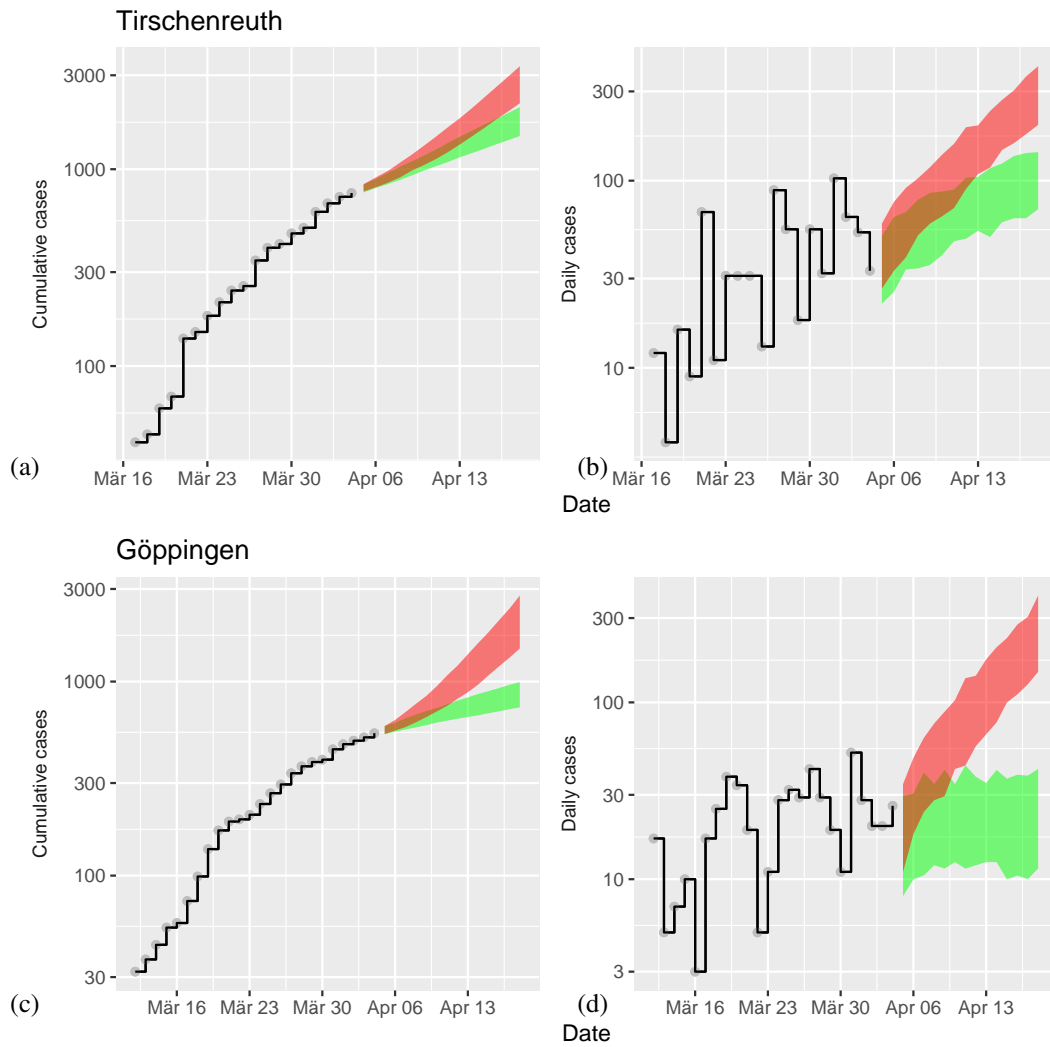 Tirschenreuth
3000
1000
300
100
Cumulative cases
(a)
Mär 16 Mär 23 Mär 30 Apr 06 Apr 13
300
100
30
10
Daily cases
(b)
Mär 16 Mär 23 Mär 30 Apr 06 Apr 13
Date
Göppingen
3000
1000
300
100
30
Cumulative cases
(c)
Mär 16 Mär 23 Mär 30 Apr 06 Apr 13
300
100
30
10
3
Daily cases
(d)
Mär 16 Mär 23 Mär 30 Apr 06 Apr 13
Date